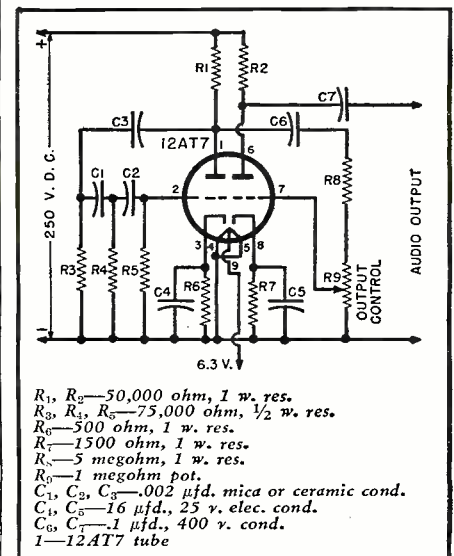 +
R1
R2
C7
C3
12AT7
1
6
C6
250 V. D. C.
C1
C2
2
7
R8
AUDIO OUTPUT
R3
R4
R5
3
4
5
8
9
R9
OUTPUT CONTROL
C4
R6
R7
C5
6.3 V.
R1, R2—50,000 ohm, 1 w. res.
R3, R4, R5—75,000 ohm, ½ w. res.
R6—500 ohm, 1 w. res.
R7—1500 ohm, 1 w. res.
R8—5 megohm, 1 w. res.
R9—1 megohm pot.
C1, C2, C3—.002 µfd. mica or ceramic cond.
C4, C5—16 µfd., 25 v. elec. cond.
C6, C7—.1 µfd., 400 v. cond.
1—12AT7 tube